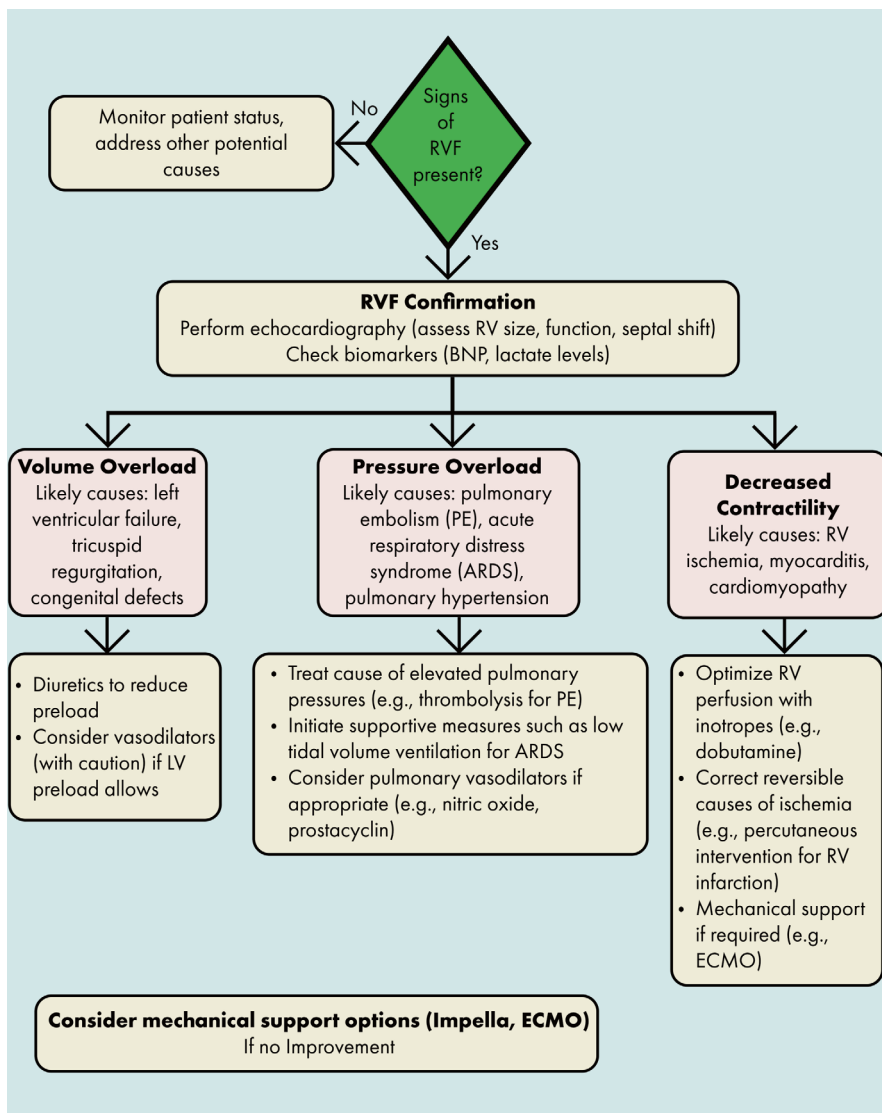 Signs
of
RVF
present?
No
Monitor patient status,
address other potential
causes
Yes
RVF Confirmation
Perform echocardiography (assess RV size, function, septal shift)
Check biomarkers (BNP, lactate levels)
Volume Overload
Likely causes: left
ventricular failure,
tricuspid
regurgitation,
congenital defects
Pressure Overload
Likely causes: pulmonary
embolism (PE), acute
respiratory distress
syndrome (ARDS),
pulmonary hypertension
Decreased
Contractility
Likely causes: RV
ischemia, myocarditis,
cardiomyopathy
• Diuretics to reduce
preload
• Consider vasodilators
(with caution) if LV
preload allows
• Treat cause of elevated pulmonary
pressures (e.g., thrombolysis for PE)
• Initiate supportive measures such as low
tidal volume ventilation for ARDS
• Consider pulmonary vasodilators if
appropriate (e.g., nitric oxide,
prostacyclin)
• Optimize RV
perfusion with
inotropes (e.g.,
dobutamine)
• Correct reversible
causes of ischemia
(e.g., percutaneous
intervention for RV
infarction)
• Mechanical support
if required (e.g.,
ECMO)
Consider mechanical support options (Impella, ECMO)
If no Improvement